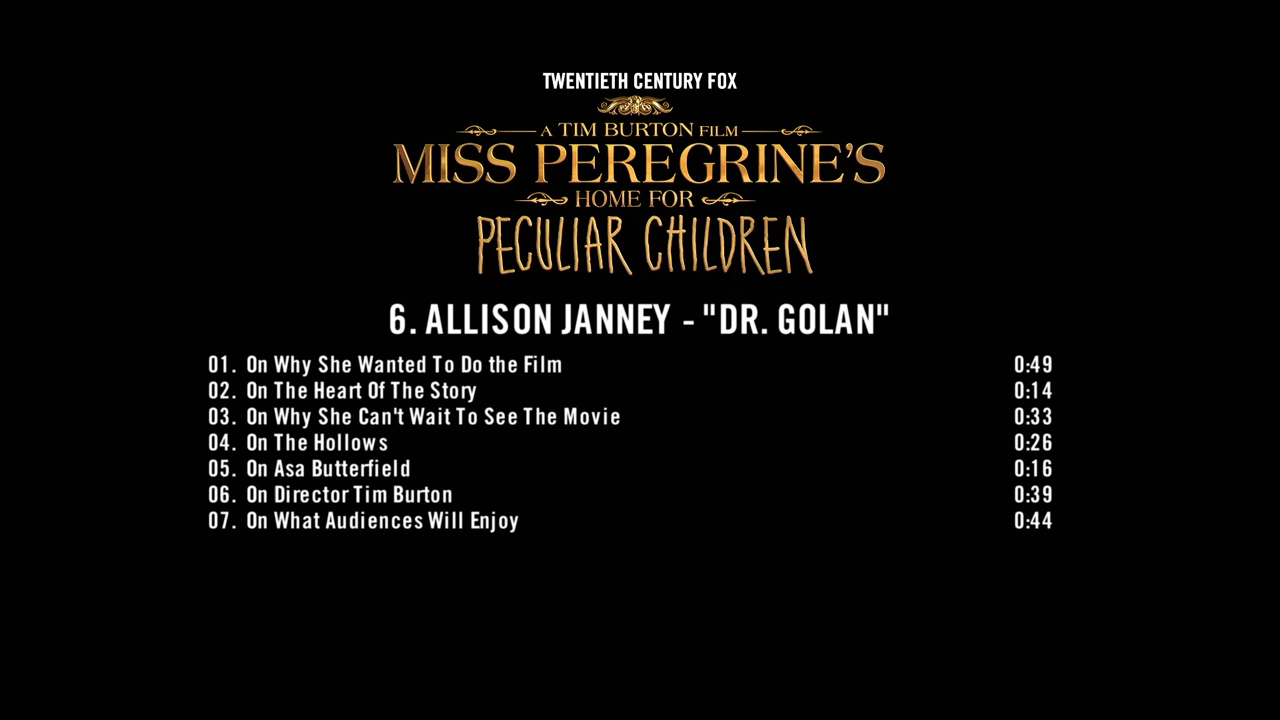 TWENTIETH CENTURY FOX
A TIM BURTON FILM
MISS PEREGRINE'S
HOME FOR
PECULIAR CHILDREN
6. ALLISON JANNEY - "DR. GOLAN"
01. On Why She Wanted To Do the Film 0:49
02. On The Heart Of The Story 0:14
03. On Why She Can't Wait To See The Movie 0:33
04. On The Hollows 0:26
05. On Asa Butterfield 0:16
06. On Director Tim Burton 0:39
07. On What Audiences Will Enjoy 0:44